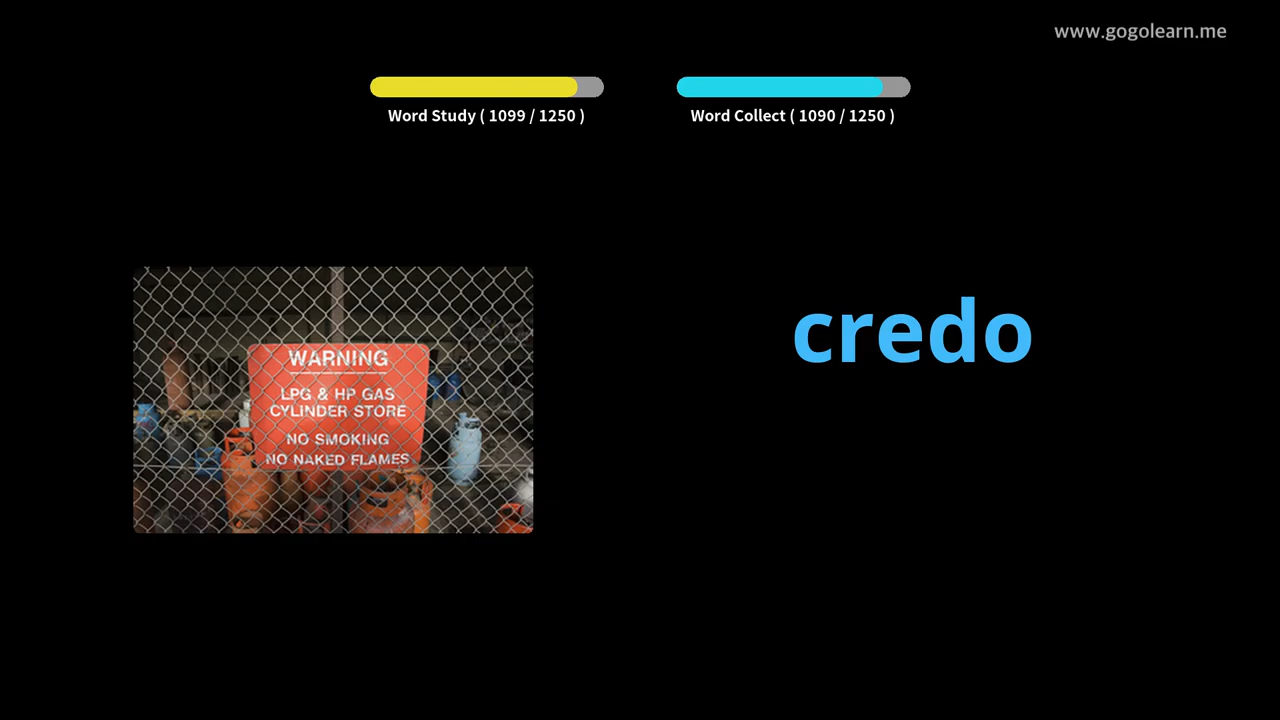 www.gogolearn.me
Word Study ( 1099 / 1250 )
Word Collect ( 1090 / 1250 )
WARNING
LPG & HP GAS
CYLINDER STORE
NO SMOKING
NO NAKED FLAMES
credo